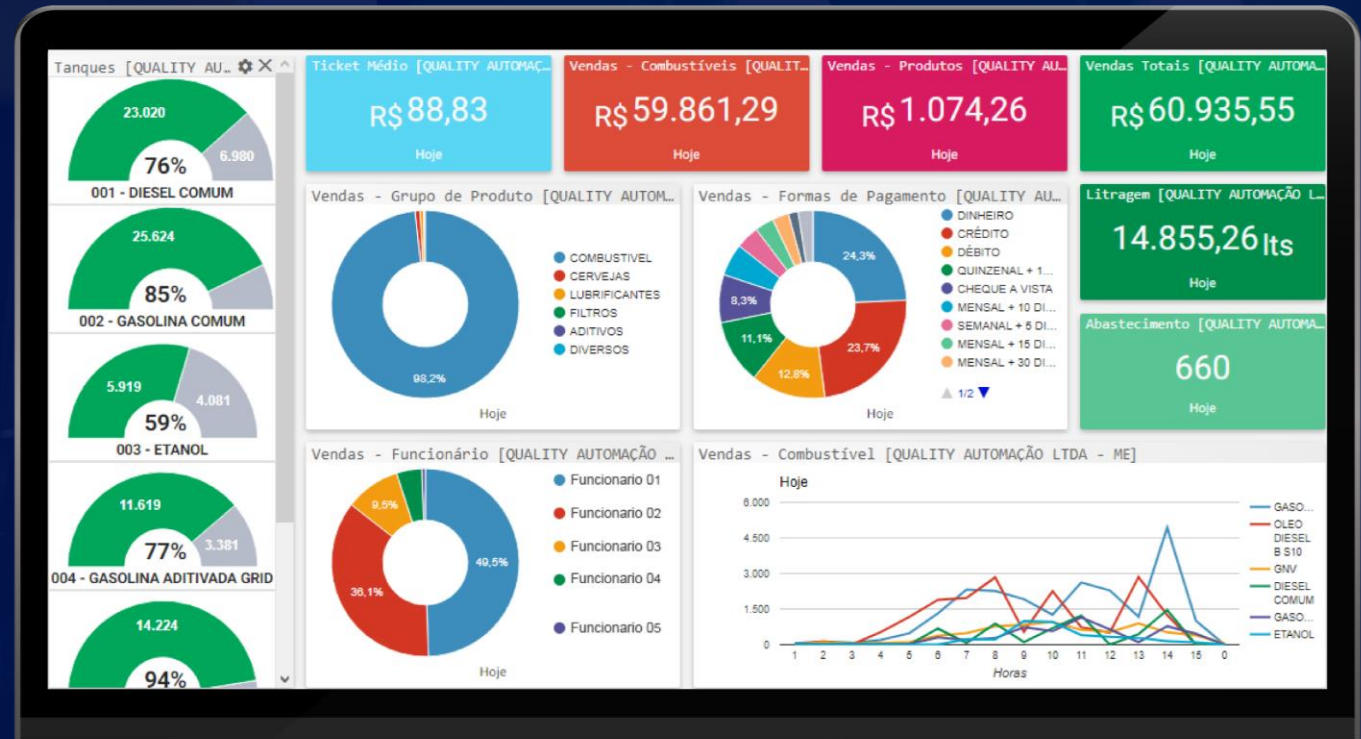 Tanques [QUALITY AU…
23.020
6.980
76%
001 - DIESEL COMUM
25.624
85%
002 - GASOLINA COMUM
5.919
4.081
59%
003 - ETANOL
11.619
3.381
77%
004 - GASOLINA ADITIVADA GRID
14.224
94%
Ticket Médio [QUALITY AUTOMAÇ…
R$ 88,83
Hoje
Vendas - Combustíveis [QUALIT…
R$ 59.861,29
Hoje
Vendas - Produtos [QUALITY AU…
R$ 1.074,26
Hoje
Vendas Totais [QUALITY AUTOMA…
R$ 60.935,55
Hoje
Vendas - Grupo de Produto [QUALITY AUTOM…
98,2%
COMBUSTIVEL
CERVEJAS
LUBRIFICANTES
FILTROS
ADITIVOS
DIVERSOS
Hoje
Vendas - Formas de Pagamento [QUALITY AU…
24,3%
23,7%
12,8%
11,1%
8,3%
DINHEIRO
CRÉDITO
DÉBITO
QUINZENAL + 1...
CHEQUE A VISTA
MENSAL + 10 DI...
SEMANAL + 5 DI...
MENSAL + 15 DI...
MENSAL + 30 DI...
1/2
Hoje
Litragem [QUALITY AUTOMAÇÃO L…
14.855,26 lts
Hoje
Abastecimento [QUALITY AUTOMA…
660
Hoje
Vendas - Funcionário [QUALITY AUTOMAÇÃO …
49,5%
36,1%
9,5%
Funcionario 01
Funcionario 02
Funcionario 03
Funcionario 04
Funcionario 05
Hoje
Vendas - Combustível [QUALITY AUTOMAÇÃO LTDA - ME]
Hoje
6.000
4.500
3.000
1.500
0
1 2 3 4 5 6 7 8 9 10 11 12 13 14 15 0
Horas
GASO...
OLEO
DIESEL
B S10
GNV
DIESEL
COMUM
GASO...
ETANOL